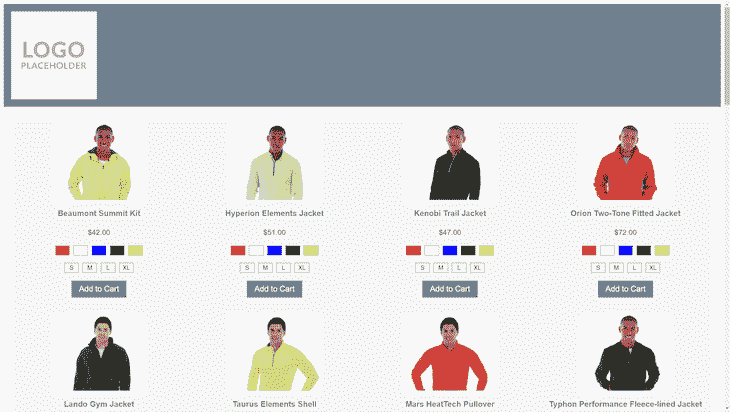 LOGO
PLACEHOLDER
Beaumont Summit Kit
Hyperion Elements Jacket
Kenobi Trail Jacket
Orion Two-Tone Fitted Jacket
$42.00
$51.00
$47.00
$72.00
S M L XL
S M L XL
S M L XL
S M L XL
Add to Cart
Add to Cart
Add to Cart
Add to Cart
Lando Gym Jacket
Taurus Elements Shell
Mars HeatTech Pullover
Typhon Performance Fleece-lined Jacket